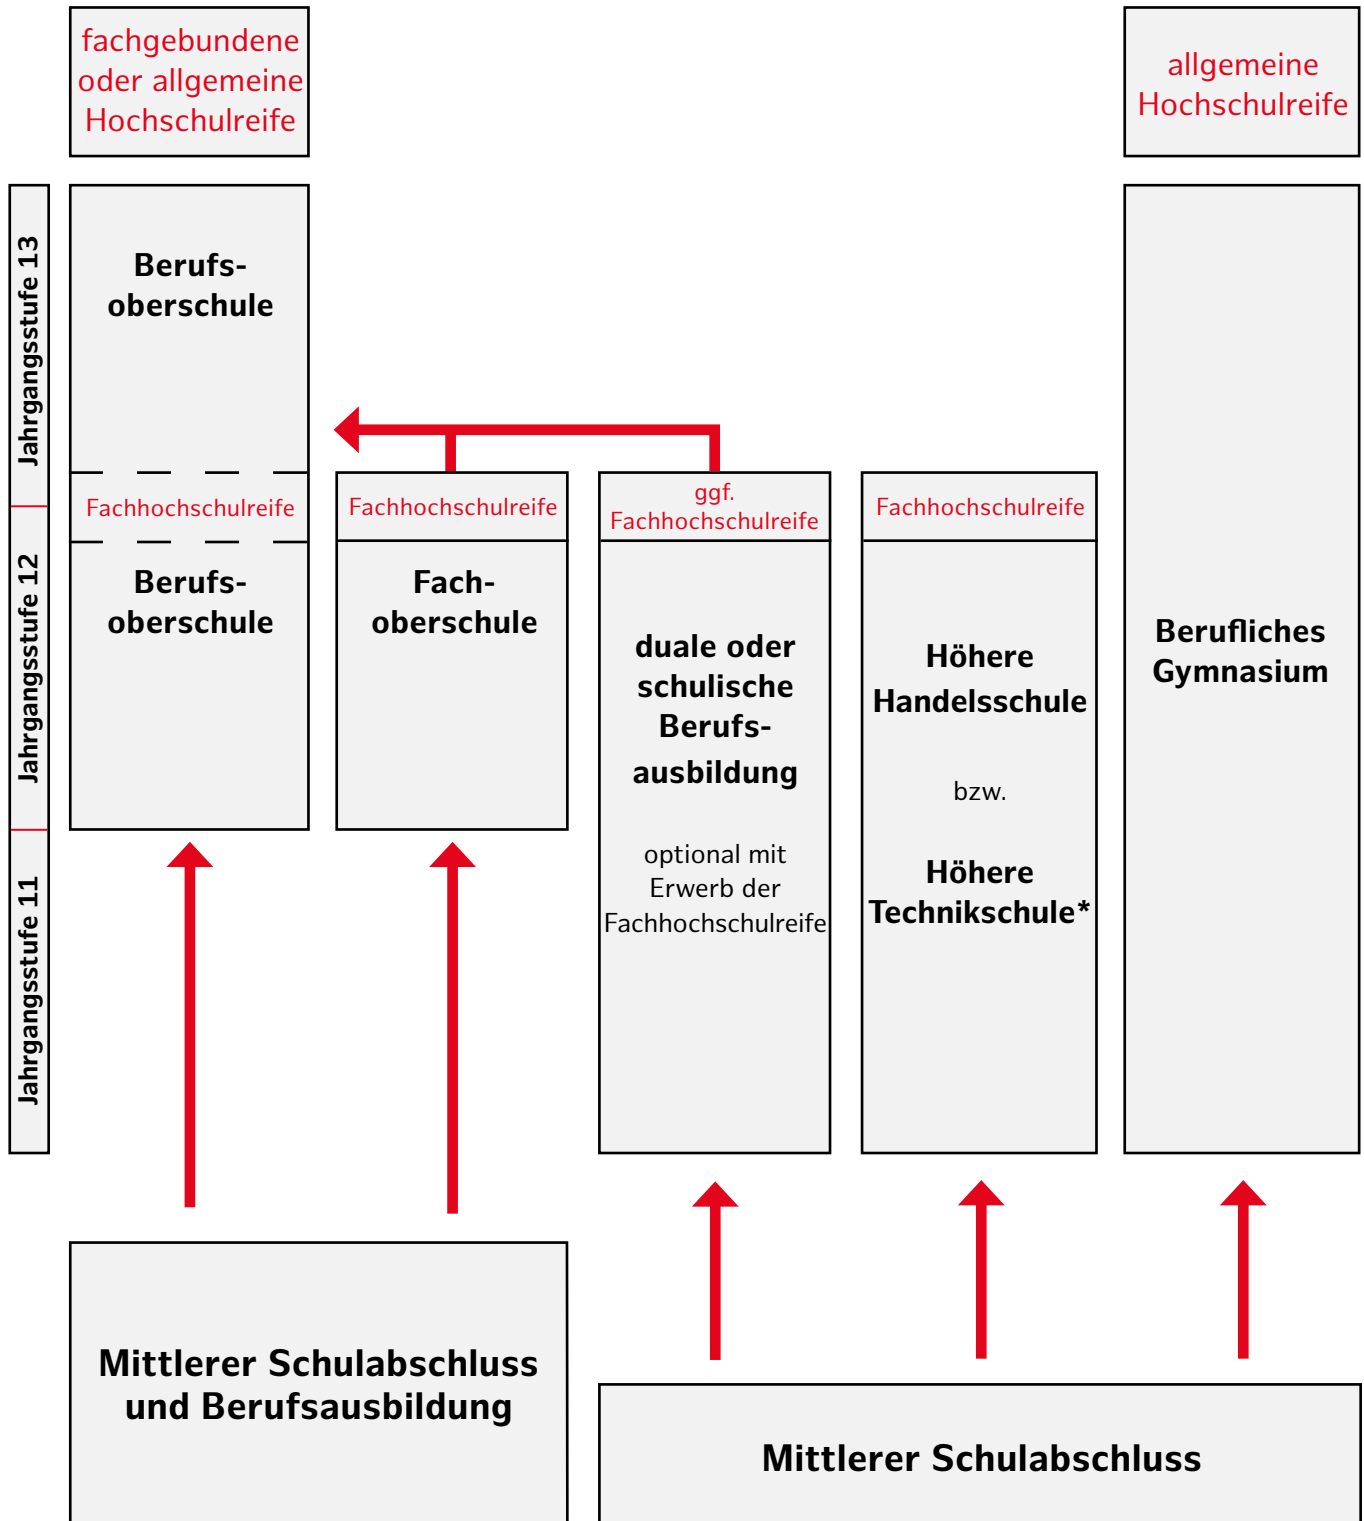 fachgebundene
oder allgemeine
Hochschulreife
allgemeine
Hochschulreife
Jahrgangsstufe 13
Jahrgangsstufe 12
Jahrgangsstufe 11
Berufs-
oberschule
Fachhochschulreife
Berufs-
oberschule
Fachhochschulreife
Fach-
oberschule
ggf.
Fachhochschulreife
duale oder
schulische
Berufs-
ausbildung
optional mit
Erwerb der
Fachhochschulreife
Fachhochschulreife
Höhere
Handelsschule
bzw.
Höhere
Technikschule*
Berufliches
Gymnasium
Mittlerer Schulabschluss
und Berufsausbildung
Mittlerer Schulabschluss